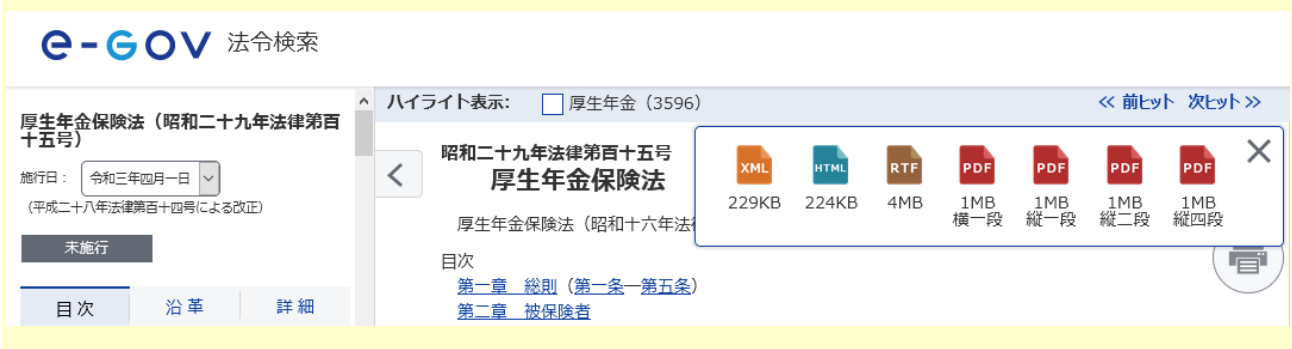 e-GOV 法令検索
厚生年金保険法（昭和二十九年法律第百
十五号）
施行日： 令和三年四月一日
（平成二十八年法律第百十四号による改正）
未施行
目次 沿革 詳細
ハイライト表示: 厚生年金（3596） ≪ 前ヒット 次ヒット ≫
昭和二十九年法律第百十五号
厚生年金保険法
厚生年金保険法（昭和十六年法
目次
第一章 総則（第一条―第五条）
第二章 被保険者
XML HTML RTF PDF PDF PDF PDF
229KB 224KB 4MB 1MB 1MB 1MB 1MB
横一段 縦一段 縦二段 縦四段